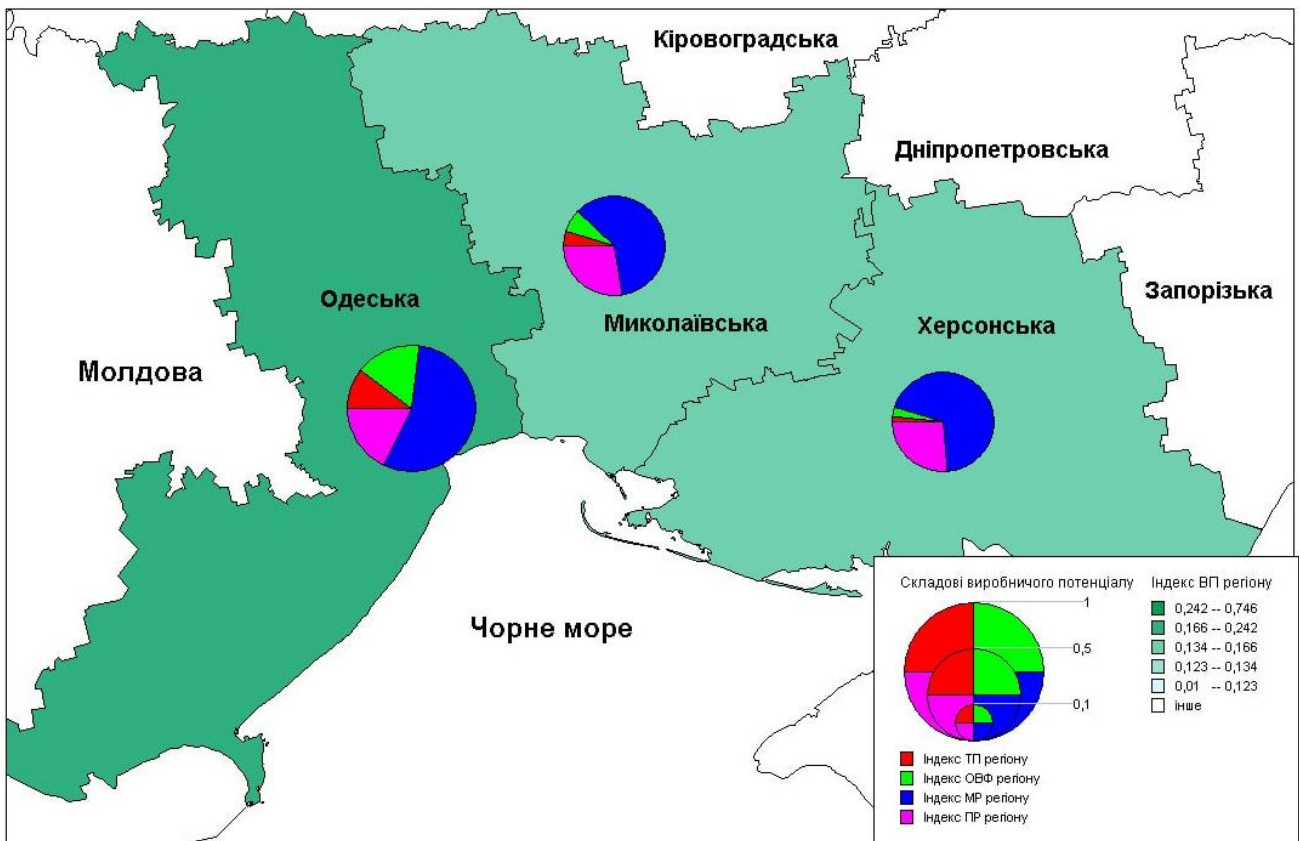 Кіровоградська
Дніпропетровська
Запорізька
Одеська
Миколаївська
Херсонська
Молдова
Чорне море
Складові виробничого потенціалу
1
0,5
0,1
Індекс ТП регіону
Індекс ОВФ регіону
Індекс МР регіону
Індекс ПР регіону
Індекс ВП регіону
0,242 -- 0,746
0,166 -- 0,242
0,134 -- 0,166
0,123 -- 0,134
0,01 -- 0,123
інше